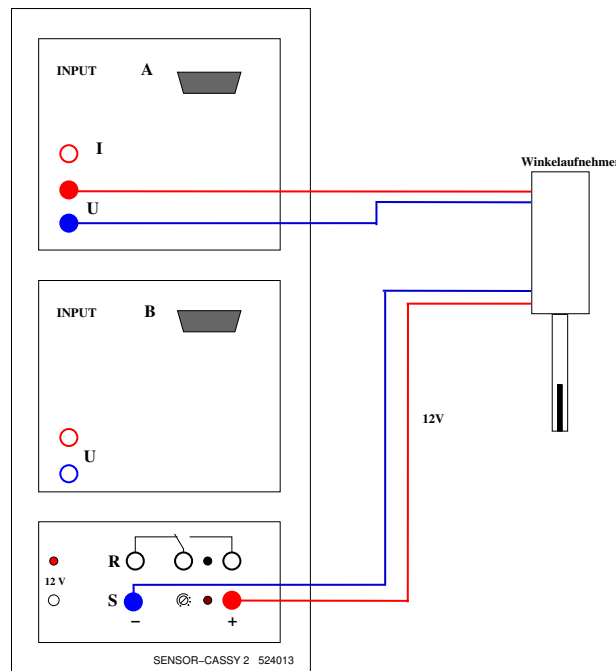 INPUT A
I
U
Winkelaufnehmer
INPUT B
U
12V
R
12 V
S
− +
SENSOR−CASSY 2 524013